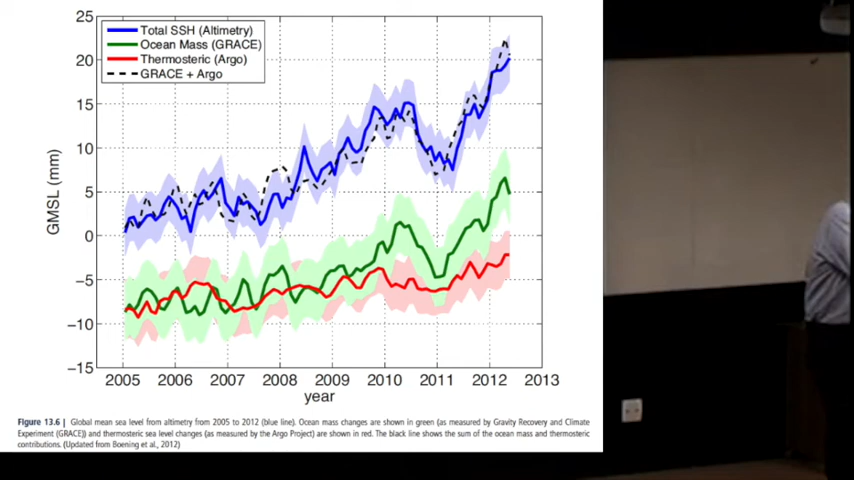 25
20
15
10
5
0
−5
−10
−15
GMSL (mm)
Total SSH (Altimetry)
Ocean Mass (GRACE)
Thermosteric (Argo)
GRACE + Argo
2005 2006 2007 2008 2009 2010 2011 2012 2013
year
Figure 13.6 | Global mean sea level from altimetry from 2005 to 2012 (blue line). Ocean mass changes are shown in green (as measured by Gravity Recovery and Climate
Experiment (GRACE)) and thermosteric sea level changes (as measured by the Argo Project) are shown in red. The black line shows the sum of the ocean mass and thermosteric
contributions. (Updated from Boening et al., 2012)